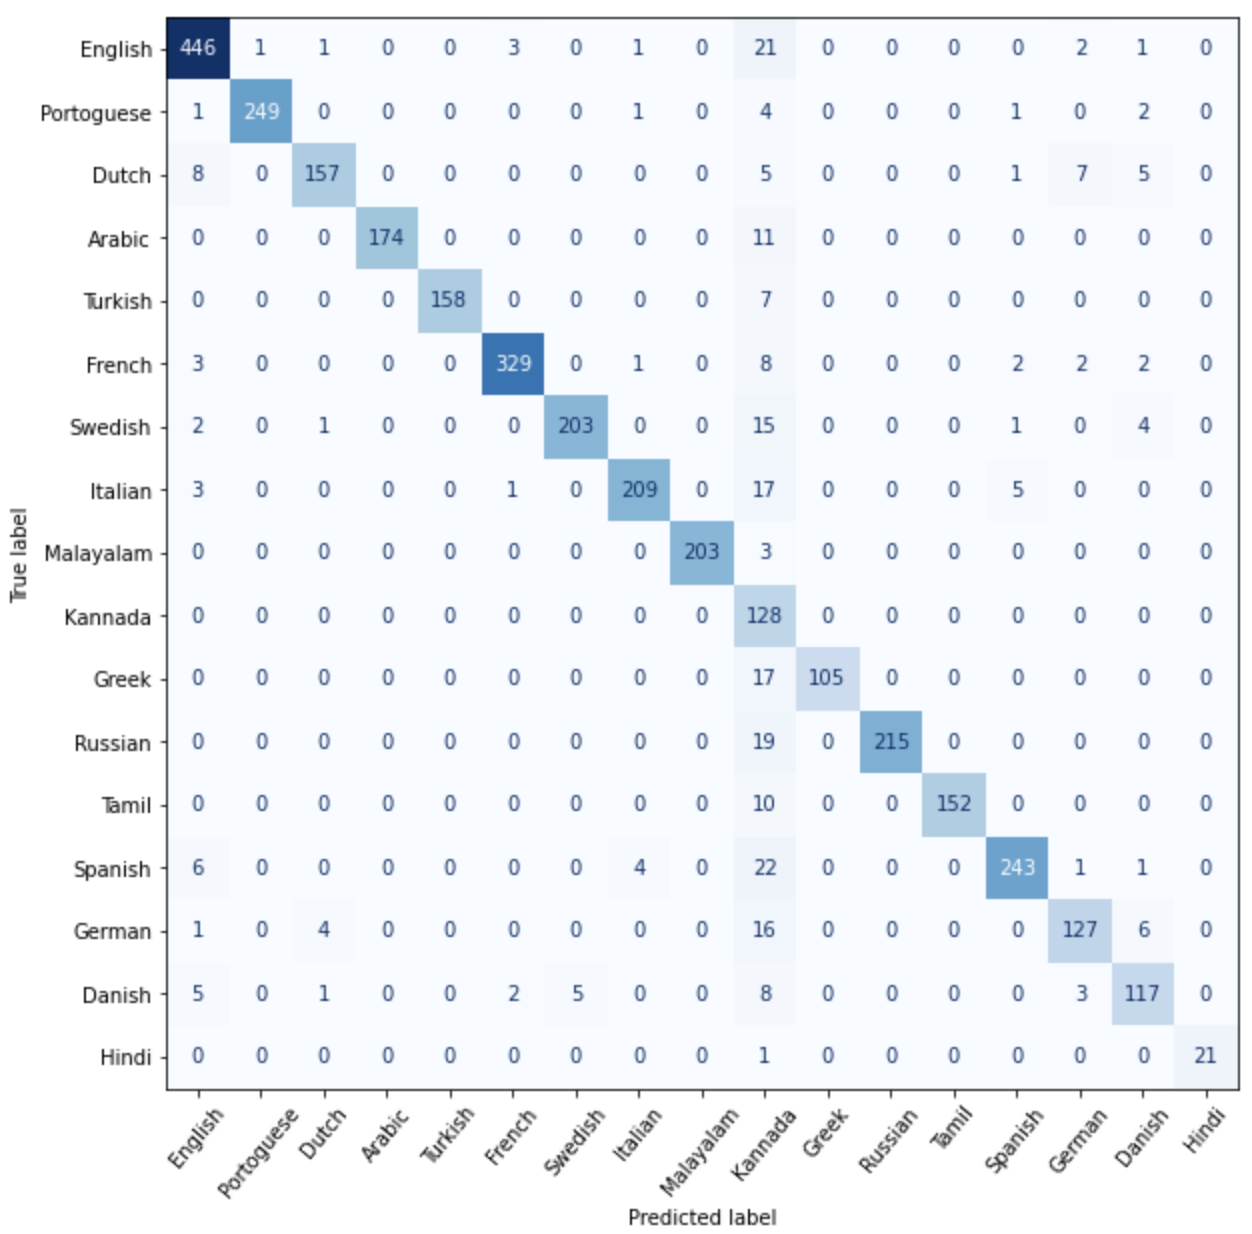 English 446 1 1 0 0 3 0 1 0 21 0 0 0 0 2 1 0
Portoguese 1 249 0 0 0 0 0 1 0 4 0 0 0 1 0 2 0
Dutch 8 0 157 0 0 0 0 0 0 5 0 0 0 1 7 5 0
Arabic 0 0 0 174 0 0 0 0 0 11 0 0 0 0 0 0 0
Turkish 0 0 0 0 158 0 0 0 0 7 0 0 0 0 0 0 0
French 3 0 0 0 0 329 0 1 0 8 0 0 0 2 2 2 0
Swedish 2 0 1 0 0 0 203 0 0 15 0 0 0 1 0 4 0
Italian 3 0 0 0 0 1 0 209 0 17 0 0 0 5 0 0 0
Malayalam 0 0 0 0 0 0 0 0 203 3 0 0 0 0 0 0 0
Kannada 0 0 0 0 0 0 0 0 0 128 0 0 0 0 0 0 0
Greek 0 0 0 0 0 0 0 0 0 17 105 0 0 0 0 0 0
Russian 0 0 0 0 0 0 0 0 0 19 0 215 0 0 0 0 0
Tamil 0 0 0 0 0 0 0 0 0 10 0 0 152 0 0 0 0
Spanish 6 0 0 0 0 0 0 4 0 22 0 0 0 243 1 1 0
German 1 0 4 0 0 0 0 0 0 16 0 0 0 0 127 6 0
Danish 5 0 1 0 0 2 5 0 0 8 0 0 0 0 3 117 0
Hindi 0 0 0 0 0 0 0 0 0 1 0 0 0 0 0 0 21
True label
English Portoguese Dutch Arabic Turkish French Swedish Italian Malayalam Kannada Greek Russian Tamil Spanish German Danish Hindi
Predicted label